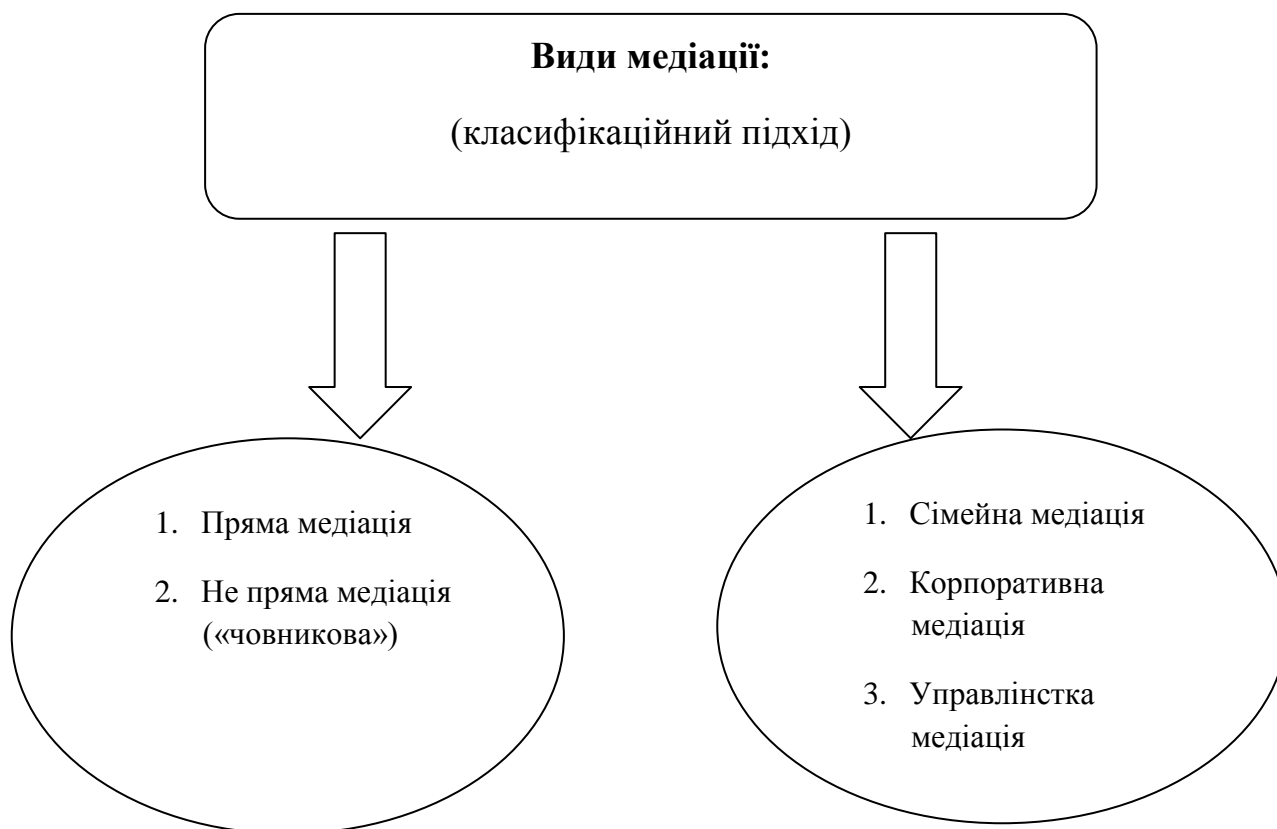 Види медіації:
(класифікаційний підхід)
1. Пряма медіація
2. Не пряма медіація
(«човникова»)
1. Сімейна медіація
2. Корпоративна
медіація
3. Управлінстка
медіація